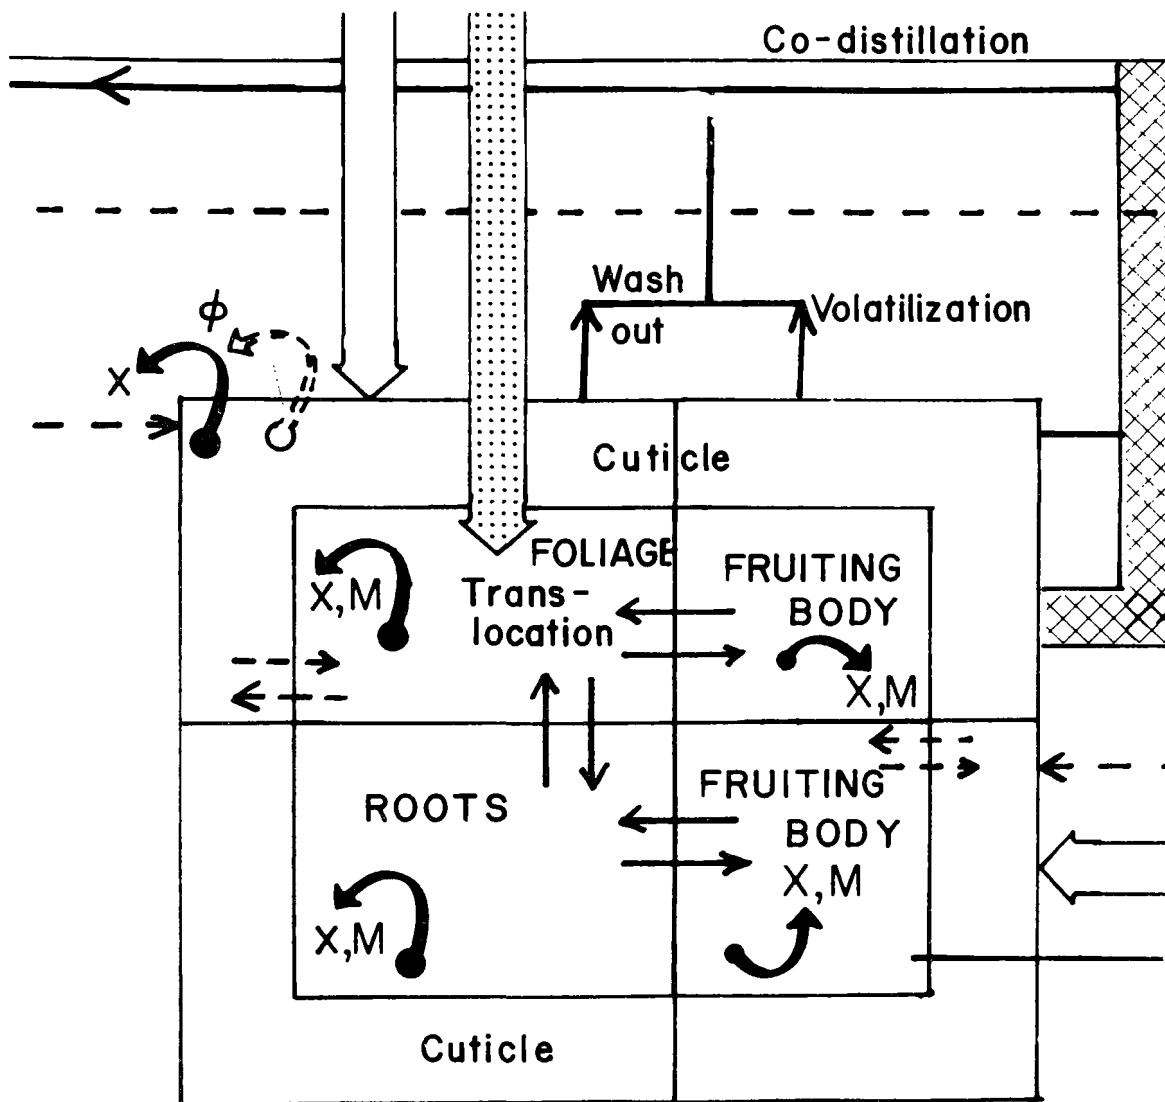 Co-distillation
Wash
out
Volatilization
ϕ
X
Cuticle
FOLIAGE
Trans-
location
X,M
FRUITING
BODY
X,M
ROOTS
FRUITING
BODY
X,M
X,M
Cuticle